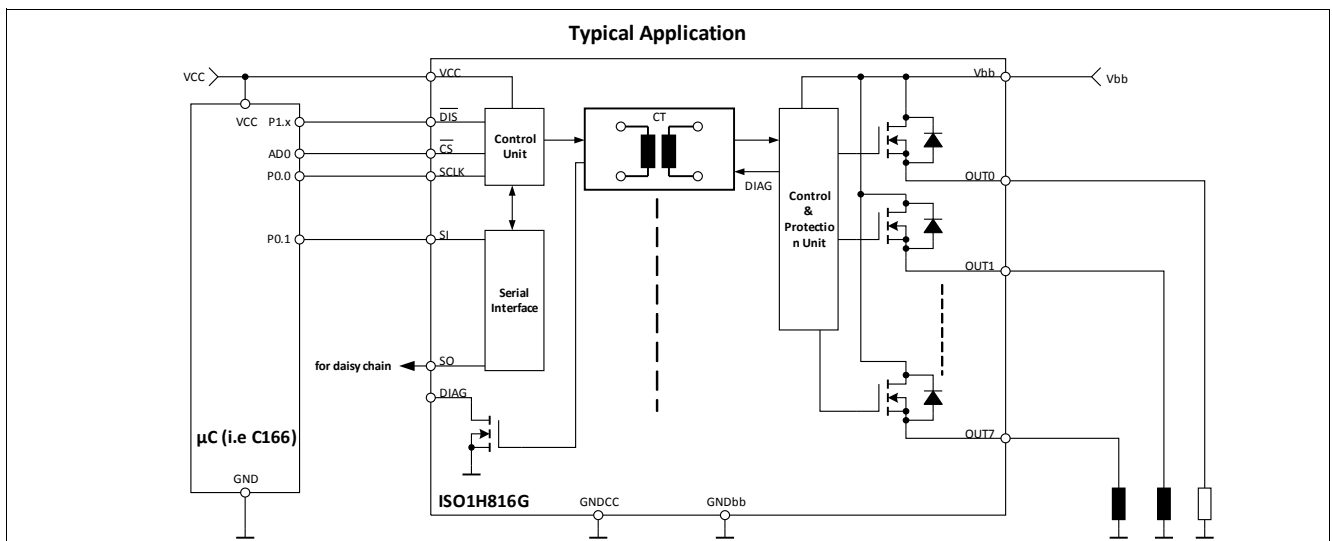 Typical Application
VCC
VCC
Vbb
Vbb
VCC
P1.x
DIS
Control
Unit
CT
AD0
CS
P0.0
SCLK
DIAG
OUT0
Control
&
Protectio
n Unit
P0.1
SI
OUT1
Serial
Interface
for daisy chain
SO
DIAG
µC (i.e C166)
OUT7
GND
ISO1H816G
GNDCC
GNDbb